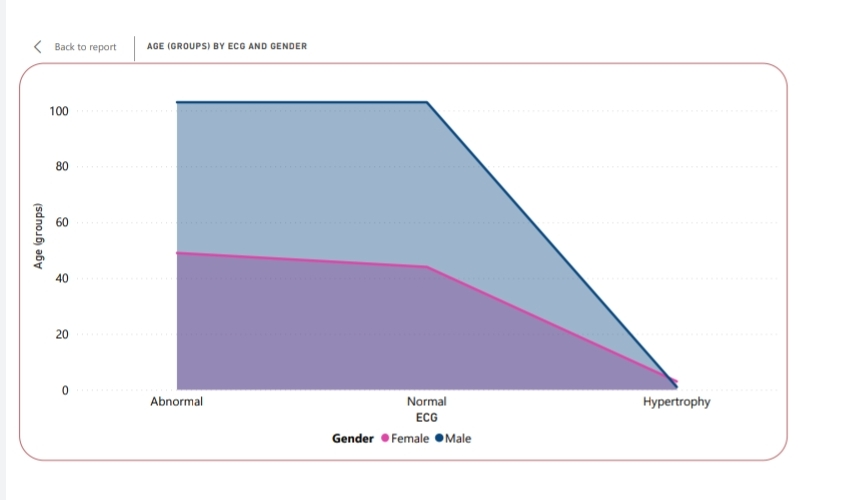 Back to report
AGE (GROUPS) BY ECG AND GENDER
100
80
60
40
20
0
Age (groups)
Abnormal Normal Hypertrophy
ECG
Gender Female Male